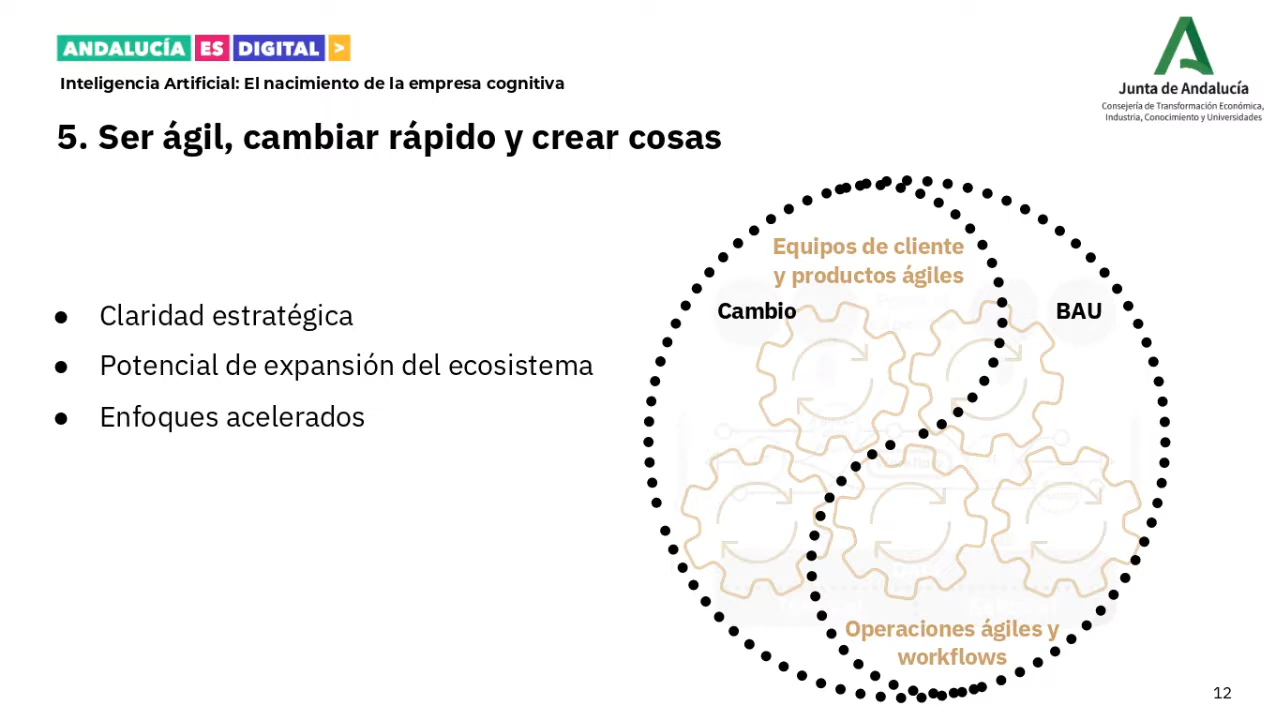 ANDALUCÍA ES DIGITAL >
Junta de Andalucía
Consejería de Transformación Económica,
Industria, Conocimiento y Universidades
Inteligencia Artificial: El nacimiento de la empresa cognitiva
5. Ser ágil, cambiar rápido y crear cosas
● Claridad estratégica
● Potencial de expansión del ecosistema
● Enfoques acelerados
Equipos de cliente
y productos ágiles
Cambio
BAU
Operaciones ágiles y
workflows
12